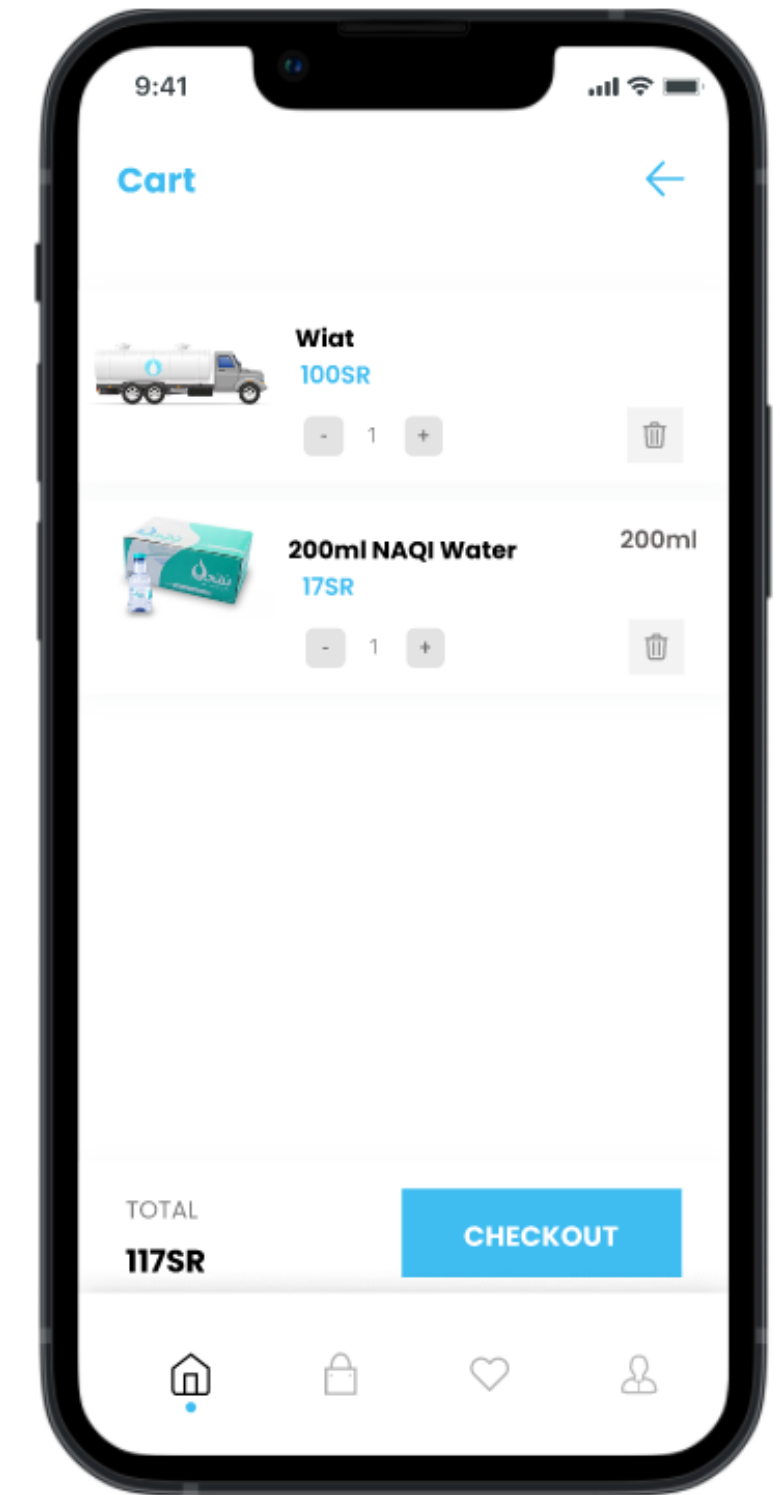 9:41
Cart
Wiat
100SR
- 1 +
200ml NAQI Water
200ml
17SR
- 1 +
TOTAL
117SR
CHECKOUT